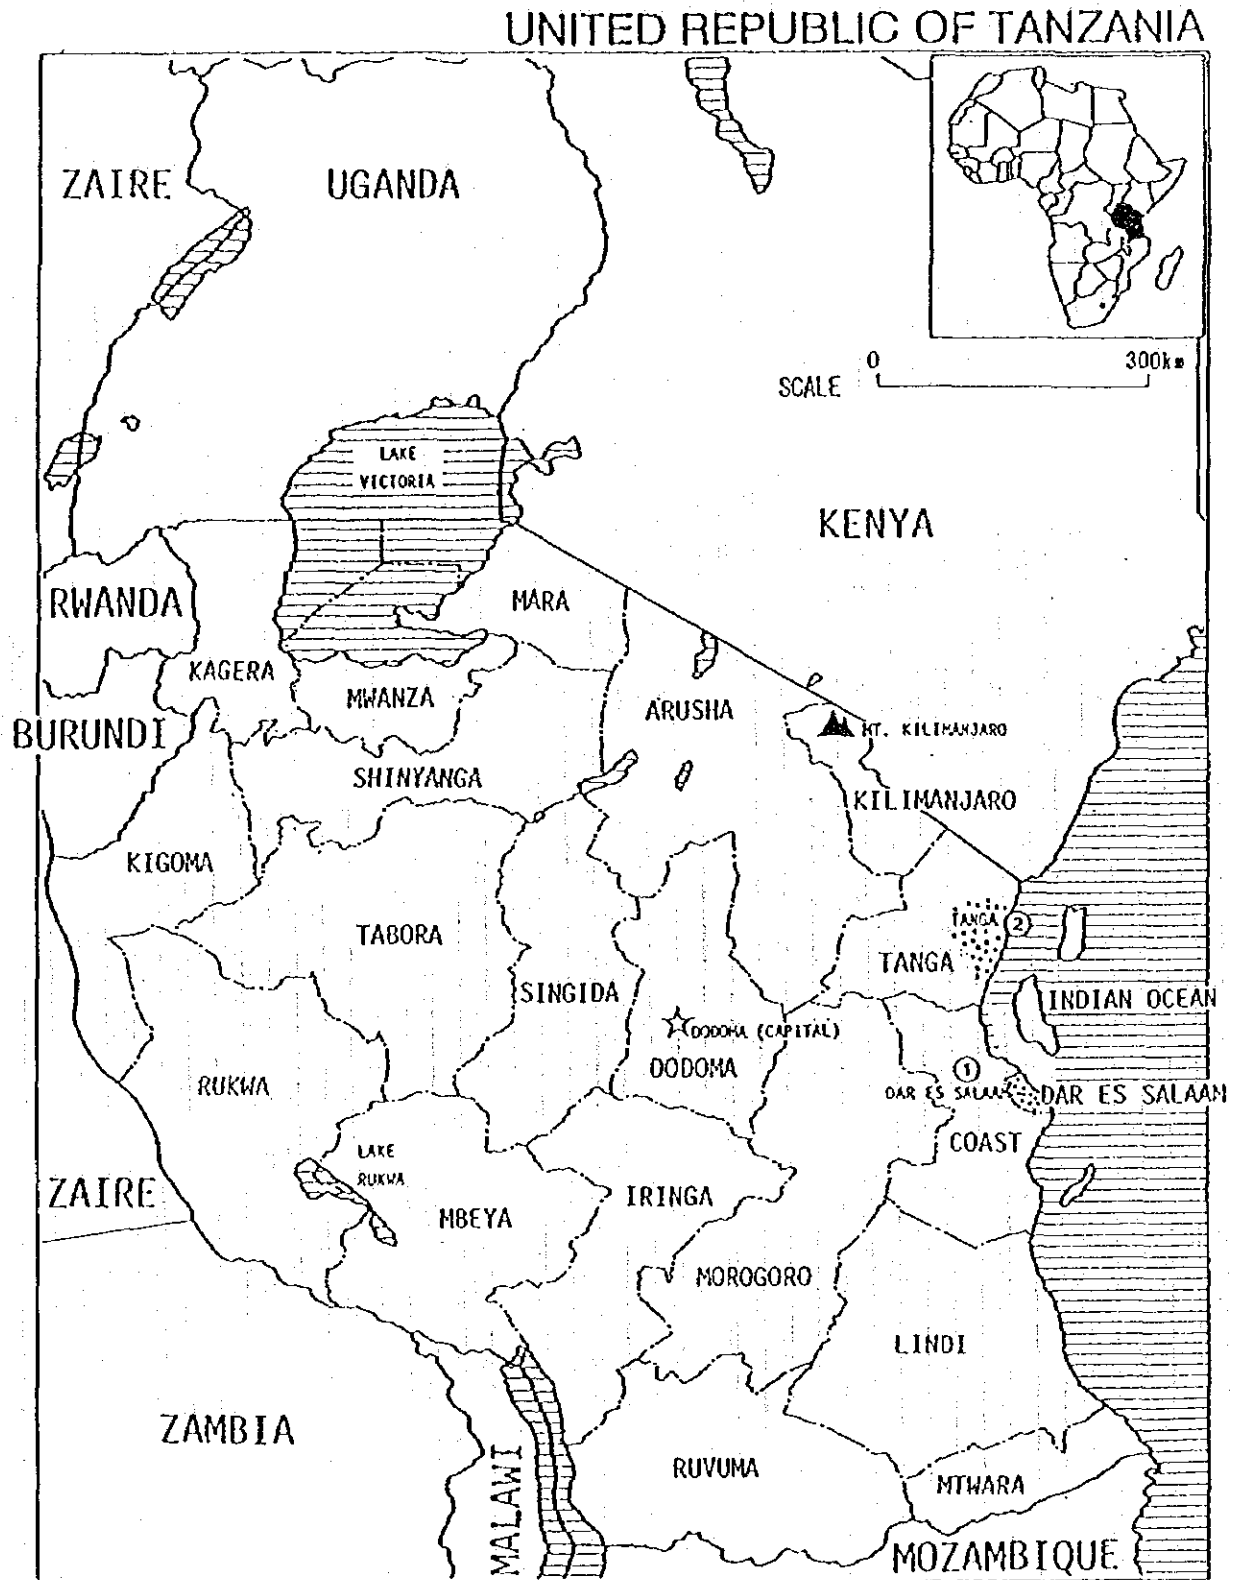 UNITED REPUBLIC OF TANZANIA
ZAIRE
UGANDA
0
300km
SCALE
LAKE
VICTORIA
KENYA
RWANDA
MARA
KAGERA
MWANZA
ARUSHA
BURUNDI
MT. KILIMANJARO
SHINYANGA
KILIMANJARO
KIGOMA
TABORA
TANGA
2
TANGA
SINGIDA
INDIAN OCEAN
DODOMA (CAPITAL)
DODOMA
1
RUKWA
DAR ES SALAAM
DAR ES SALAAN
COAST
LAKE
RUKWA
ZAIRE
IRINGA
MBEYA
MOROGORO
LINDI
ZAMBIA
RUVUMA
MALAWI
MTWARA
MOZAMBIQUE